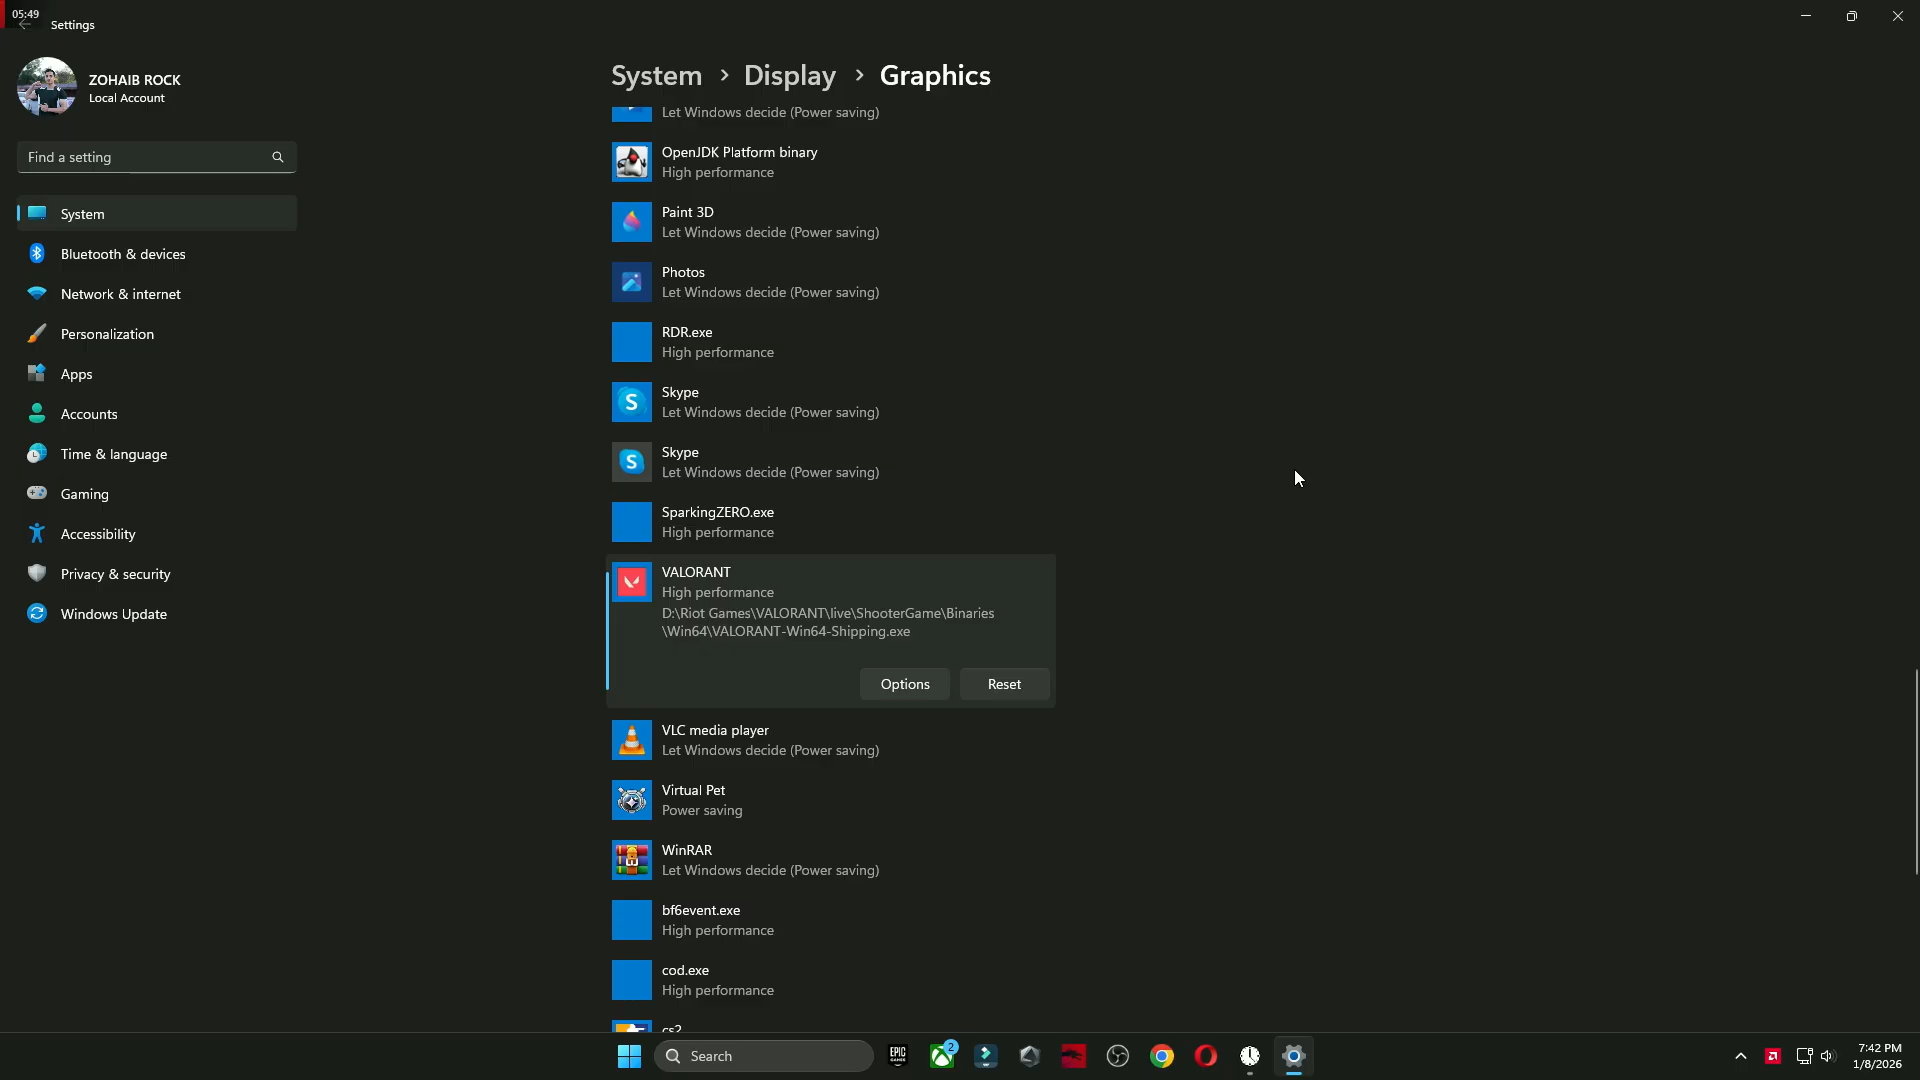 05:49
Settings
ZOHAIB ROCK
Local Account
Find a setting
System
Bluetooth & devices
Network & internet
Personalization
Apps
Accounts
Time & language
Gaming
Accessibility
Privacy & security
Windows Update
System > Display > Graphics
Let Windows decide (Power saving)
OpenJDK Platform binary
High performance
Paint 3D
Let Windows decide (Power saving)
Photos
Let Windows decide (Power saving)
RDR.exe
High performance
Skype
Let Windows decide (Power saving)
Skype
Let Windows decide (Power saving)
SparkingZERO.exe
High performance
VALORANT
High performance
D:\Riot Games\VALORANT\live\ShooterGame\Binaries
\Win64\VALORANT-Win64-Shipping.exe
Options
Reset
VLC media player
Let Windows decide (Power saving)
Virtual Pet
Power saving
WinRAR
Let Windows decide (Power saving)
bf6event.exe
High performance
cod.exe
High performance
cs2
Search
EPIC GAMES
2
7:42 PM
1/8/2026